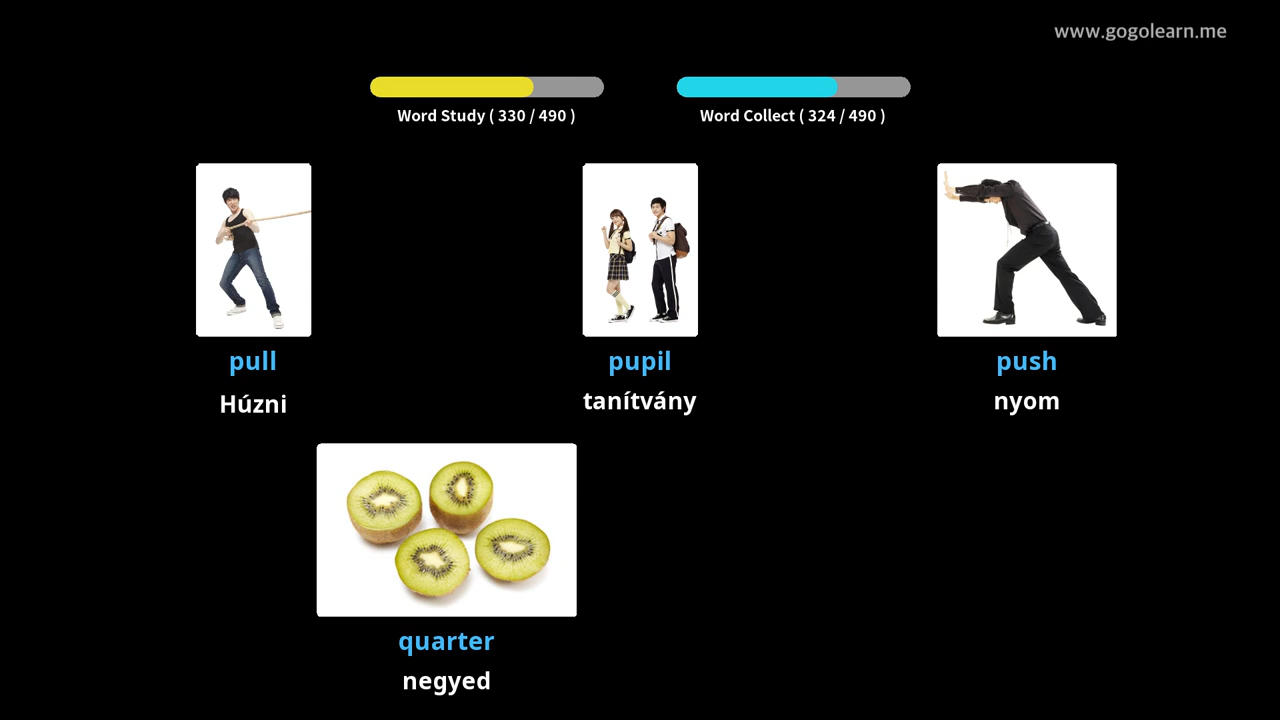 www.gogolearn.me
Word Study ( 330 / 490 )
Word Collect ( 324 / 490 )
pull
Húzni
pupil
tanítvány
push
nyom
quarter
negyed